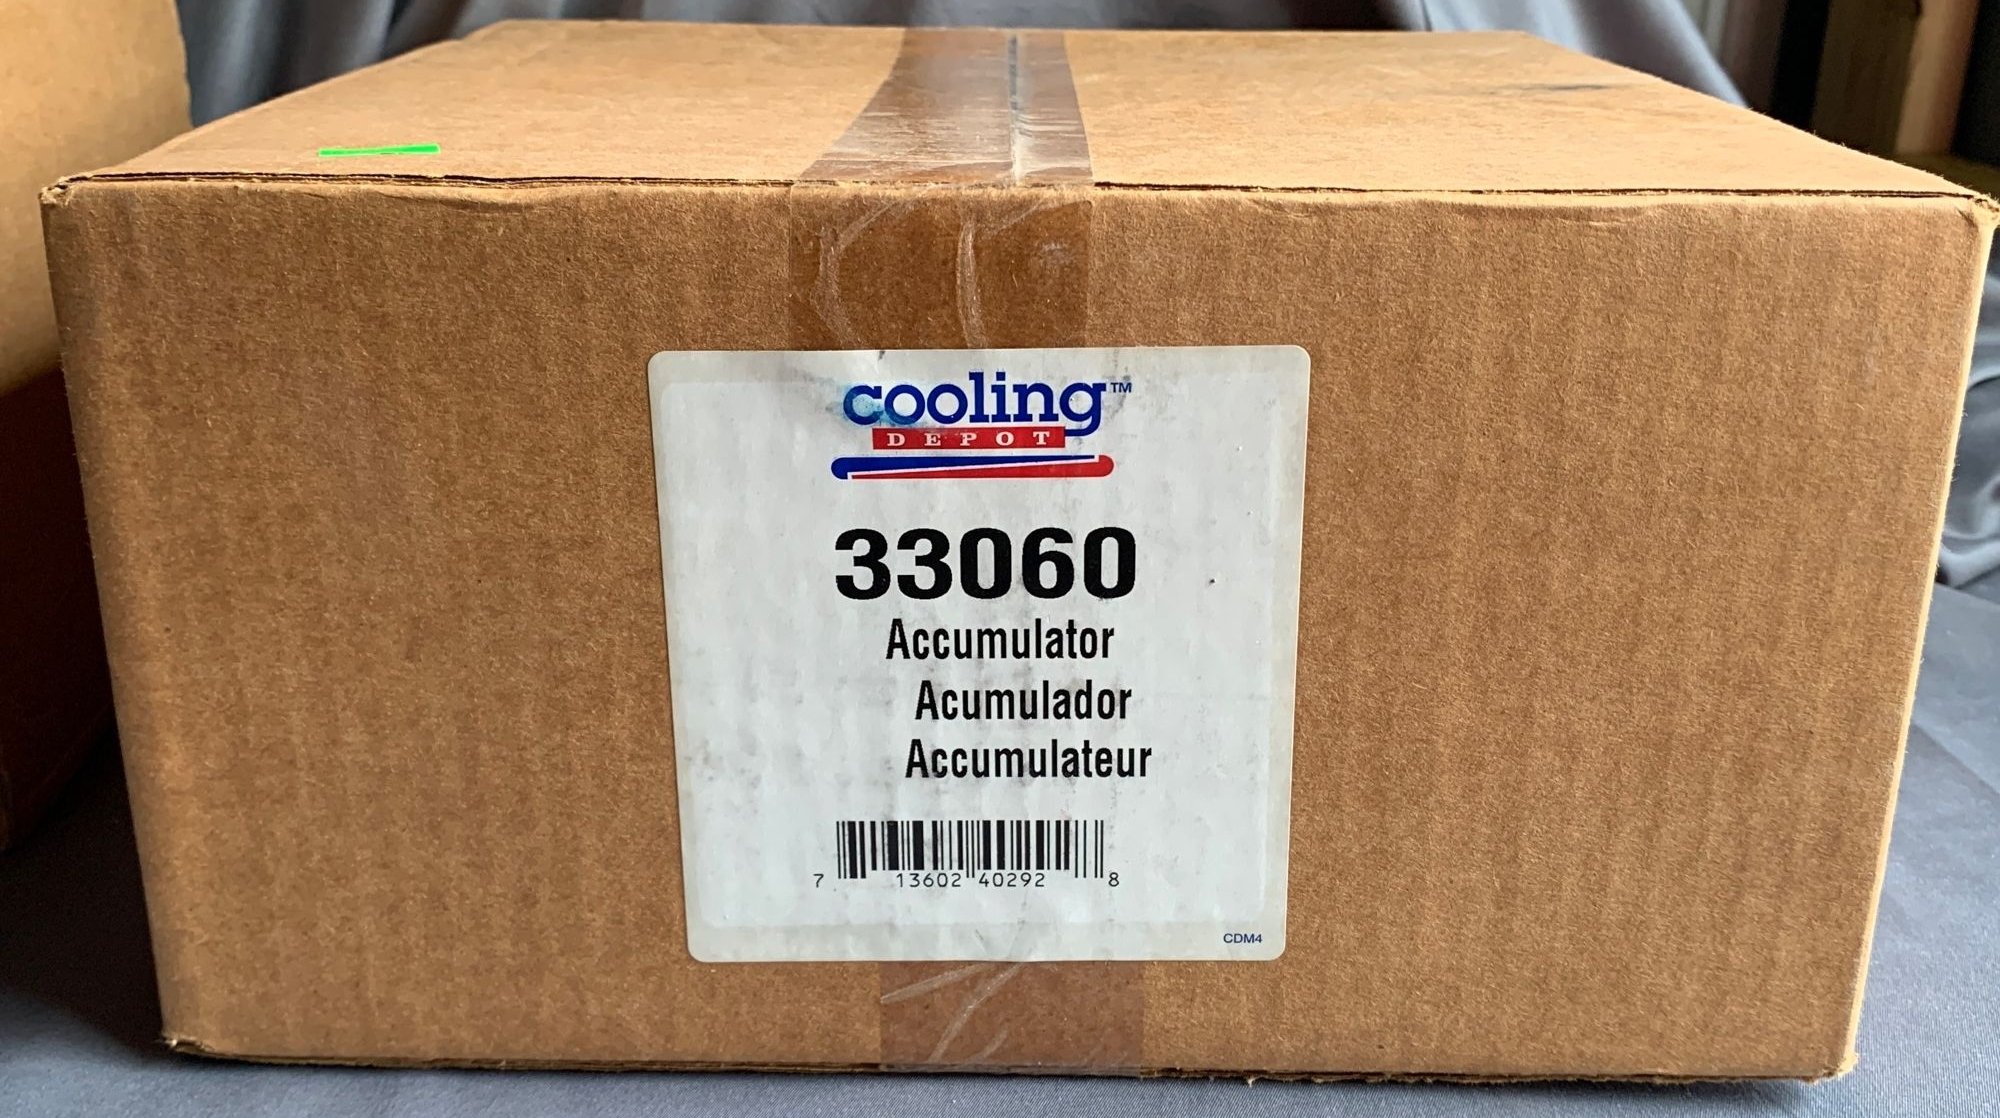 cooling™
DEPOT
33060
Accumulator
Acumulador
Accumulateur
7 13602 40292 8
CDM4